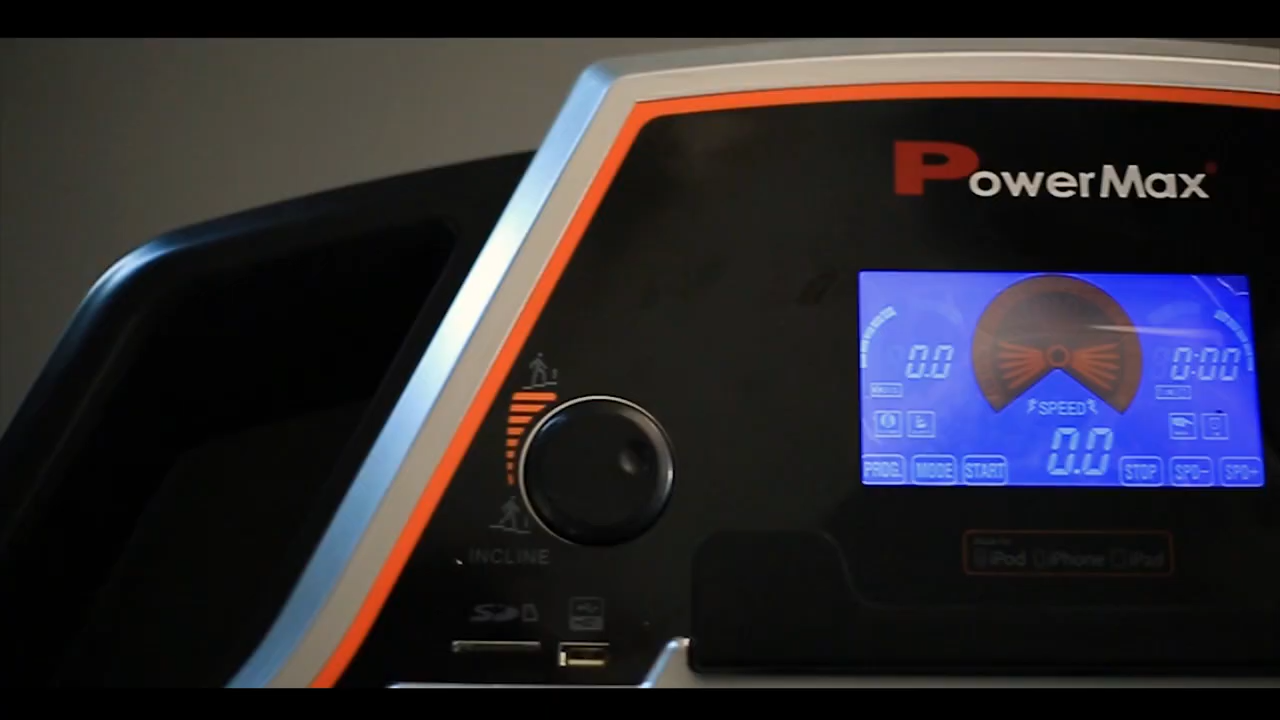 PowerMax
0.0
0:00
SPEED
0.0
PROG. MODE START STOP SPD- SPD+
iPod iPhone iPad
INCLINE
SD